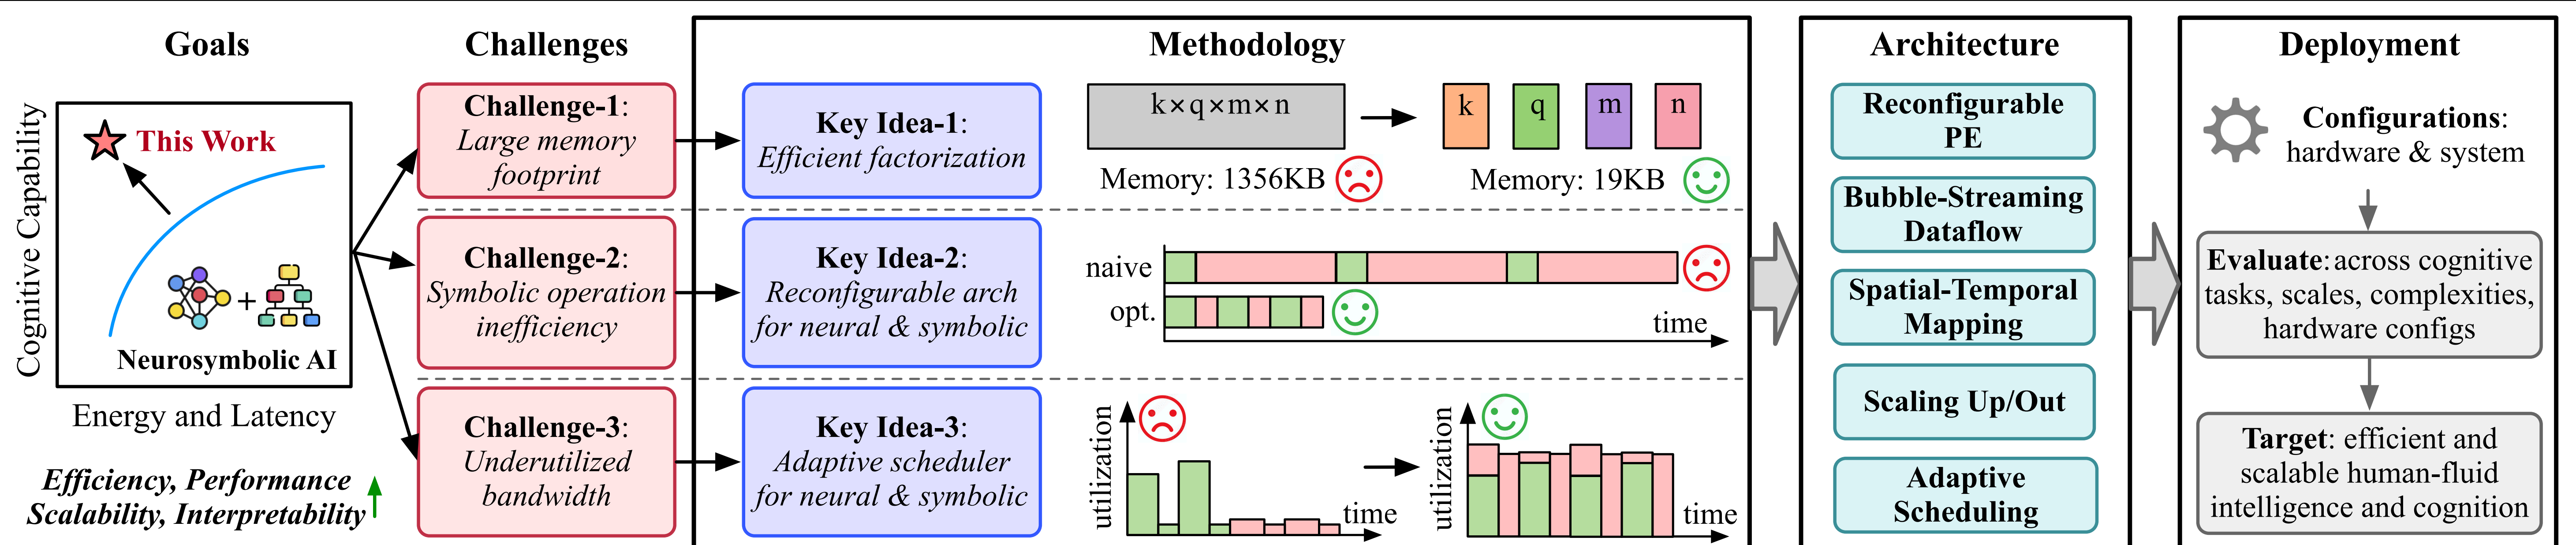 Goals
Cognitive Capability
This Work
Neurosymbolic AI
Energy and Latency
Efficiency, Performance
Scalability, Interpretability
Challenges
Challenge-1:
Large memory
footprint
Challenge-2:
Symbolic operation
inefficiency
Challenge-3:
Underutilized
bandwidth
Methodology
Key Idea-1:
Efficient factorization
k×q×m×n
k
q
m
n
Memory: 1356KB
Memory: 19KB
Key Idea-2:
Reconfigurable arch
for neural & symbolic
naive
opt.
time
Key Idea-3:
Adaptive scheduler
for neural & symbolic
utilization
time
utilization
time
Architecture
Reconfigurable
PE
Bubble-Streaming
Dataflow
Spatial-Temporal
Mapping
Scaling Up/Out
Adaptive
Scheduling
Deployment
Configurations:
hardware & system
Evaluate: across cognitive
tasks, scales, complexities,
hardware configs
Target: efficient and
scalable human-fluid
intelligence and cognition